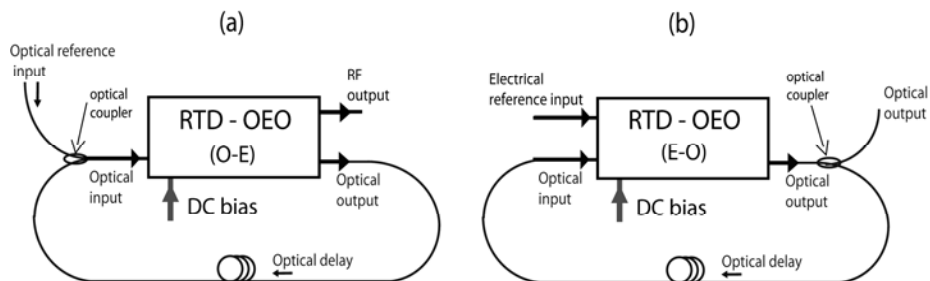 (a)
Optical reference
input
optical
coupler
RTD - OEO
(O-E)
RF
output
Optical
input
Optical
output
DC bias
Optical delay
(b)
Electrical
reference input
RTD - OEO
(E-O)
optical
coupler
Optical
output
Optical
input
Optical
output
DC bias
Optical delay